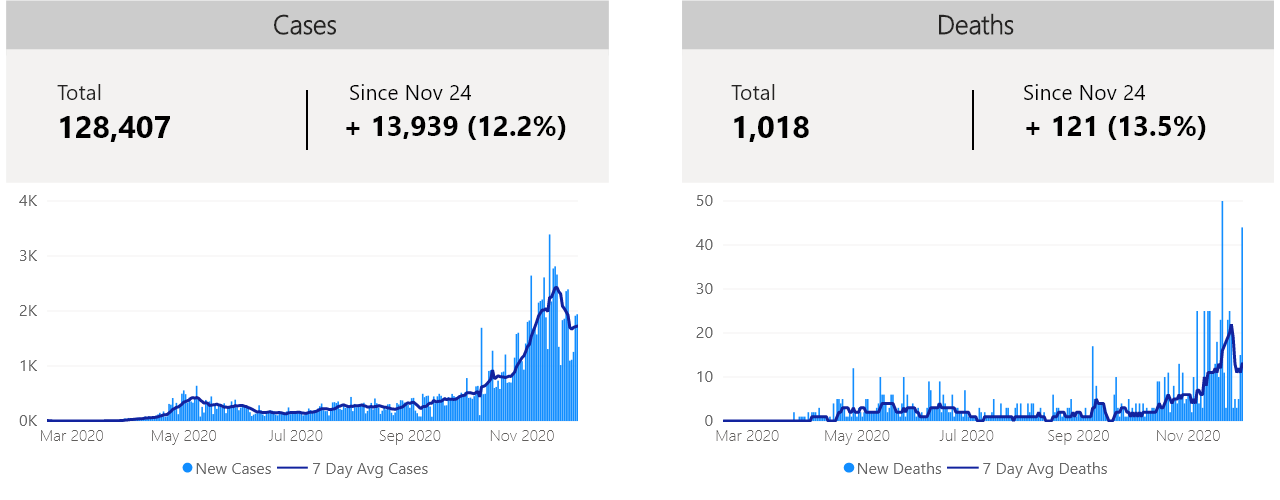 Cases
Total
Since Nov 24
128,407
+ 13,939 (12.2%)
4K
3K
2K
1K
0K
Mar 2020 May 2020 Jul 2020 Sep 2020 Nov 2020
New Cases 7 Day Avg Cases
Deaths
Total
Since Nov 24
1,018
+ 121 (13.5%)
50
40
30
20
10
0
Mar 2020 May 2020 Jul 2020 Sep 2020 Nov 2020
New Deaths 7 Day Avg Deaths